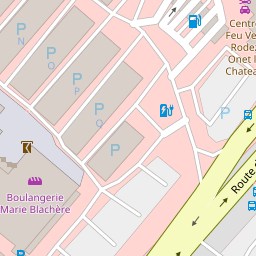 Centre
Feu Ve
Rodez
Onet l
Chateau
P
N
P
O
P
P
P
O
P
P
Boulangerie
Marie Blachère
Route d